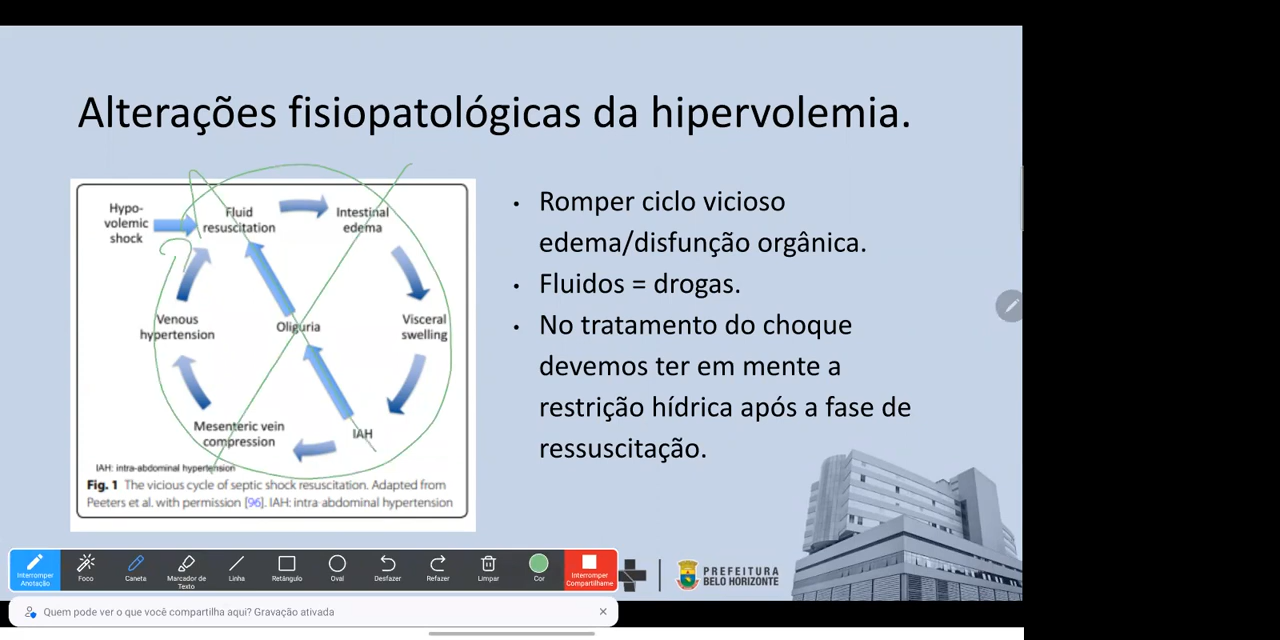 Alterações fisiopatológicas da hipervolemia.
Hypo-
volemic
shock
Fluid
resuscitation
Intestinal
edema
Venous
hypertension
Oliguria
Visceral
swelling
Mesenteric vein
compression
IAH
IAH: intra-abdominal hypertension
Fig. 1 The vicious cycle of septic shock resuscitation. Adapted from
Peeters et al. with permission [96]. IAH: intra-abdominal hypertension
• Romper ciclo vicioso
edema/disfunção orgânica.
• Fluidos = drogas.
• No tratamento do choque
devemos ter em mente a
restrição hídrica após a fase de
ressuscitação.
Interromper
Anotação
Foco
Caneta
Marcador de
Texto
Linha
Retângulo
Oval
Desfazer
Refazer
Limpar
Cor
Interromper
Compartilhame
PREFEITURA
BELO HORIZONTE
Quem pode ver o que você compartilha aqui? Gravação ativada